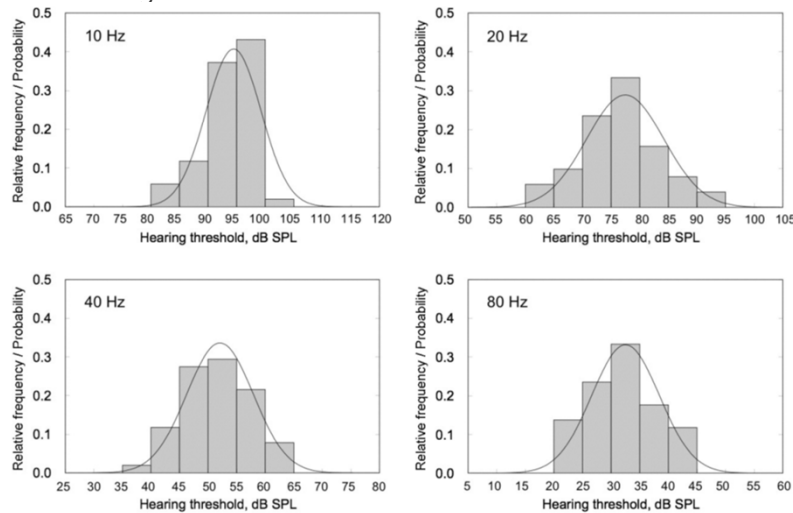 0.5
10 Hz
0.4
0.3
0.2
0.1
0.0
Relative frequency / Probability
65 70 75 80 85 90 95 100 105 110 115 120
Hearing threshold, dB SPL
0.5
20 Hz
0.4
0.3
0.2
0.1
0.0
Relative frequency / Probability
50 55 60 65 70 75 80 85 90 95 100 105
Hearing threshold, dB SPL
0.5
40 Hz
0.4
0.3
0.2
0.1
0.0
Relative frequency / Probability
25 30 35 40 45 50 55 60 65 70 75 80
Hearing threshold, dB SPL
0.5
80 Hz
0.4
0.3
0.2
0.1
0.0
Relative frequency / Probability
5 10 15 20 25 30 35 40 45 50 55 60
Hearing threshold, dB SPL